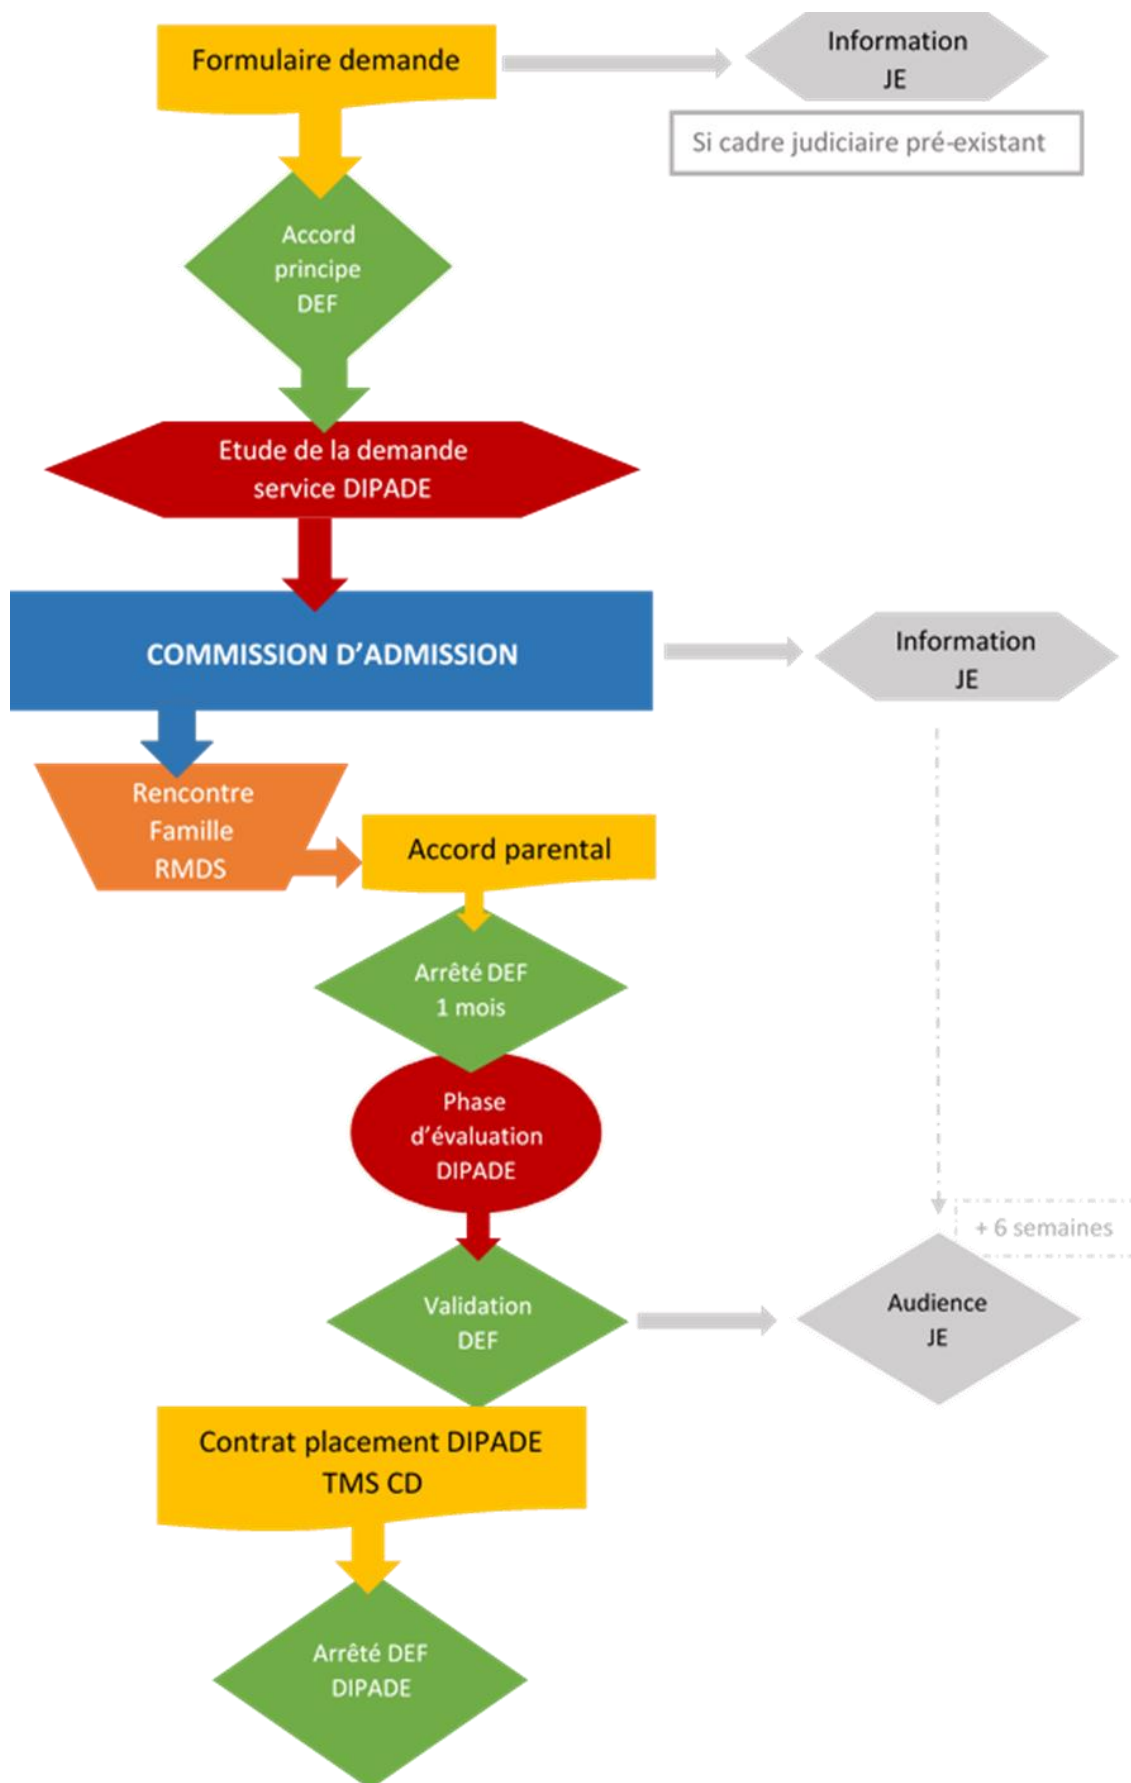 Formulaire demande
Information
JE
Si cadre judiciaire pré-existant
Accord
principe
DEF
Etude de la demande
service DIPADE
COMMISSION D’ADMISSION
Information
JE
Rencontre
Famille
RMDS
Accord parental
Arrêté DEF
1 mois
Phase
d’évaluation
DIPADE
+ 6 semaines
Validation
DEF
Audience
JE
Contrat placement DIPADE
TMS CD
Arrêté DEF
DIPADE